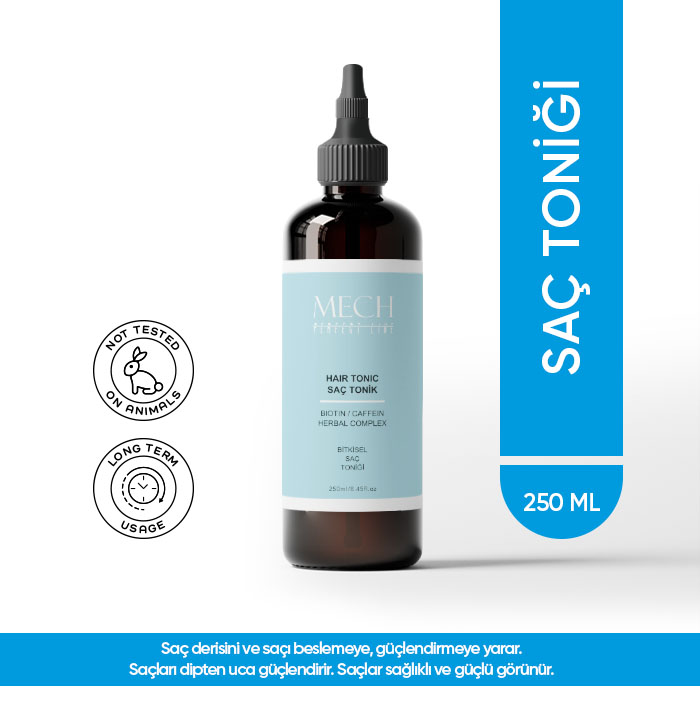 SAÇ TONİĞİ
250 ML
MECH
HAIR TONIC
SAÇ TONİK
BIOTIN / CAFFEIN
HERBAL COMPLEX
BİTKİSEL
SAÇ
TONİĞİ
250ml/8.45fl.oz
NOT TESTED
ON ANIMALS
LONG TERM
USAGE
Saç derisini ve saçı beslemeye, güçlendirmeye yarar.
Saçları dipten uca güçlendirir. Saçlar sağlıklı ve güçlü görünür.